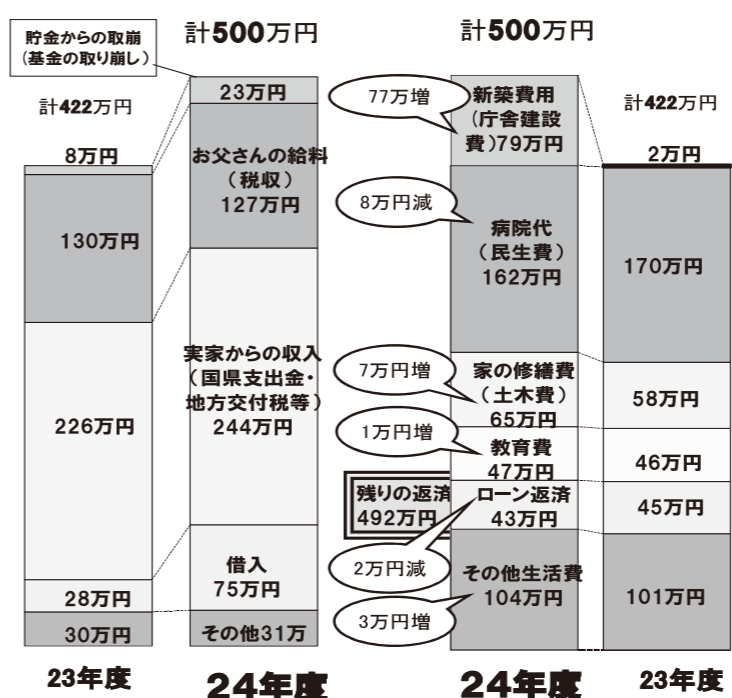 貯金からの取崩
(基金の取り崩し)
計422万円
8万円
130万円
226万円
28万円
30万円
23年度
計500万円
23万円
お父さんの給料
(税収)
127万円
実家からの収入
(国県支出金・
地方交付税等)
244万円
借入
75万円
その他31万
24年度
77万増
8万円減
7万円増
1万円増
残りの返済
492万円
2万円減
3万円増
計500万円
新築費用
(庁舎建設
費)79万円
病院代
(民生費)
162万円
家の修繕費
(土木費)
65万円
教育費
47万円
ローン返済
43万円
その他生活費
104万円
24年度
計422万円
2万円
170万円
58万円
46万円
45万円
101万円
23年度